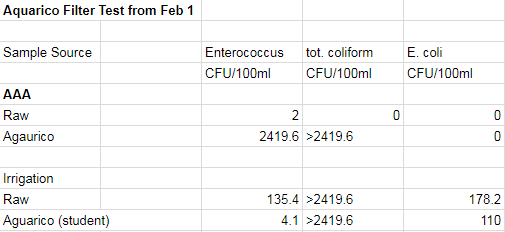 Aquarico Filter Test from Feb 1
Sample Source Enterococcus tot. coliform E. coli
CFU/100ml CFU/100ml CFU/100ml
AAA
Raw 2 0 0
Agaurico 2419.6 >2419.6 0
Irrigation
Raw 135.4 >2419.6 178.2
Aguarico (student) 4.1 >2419.6 110